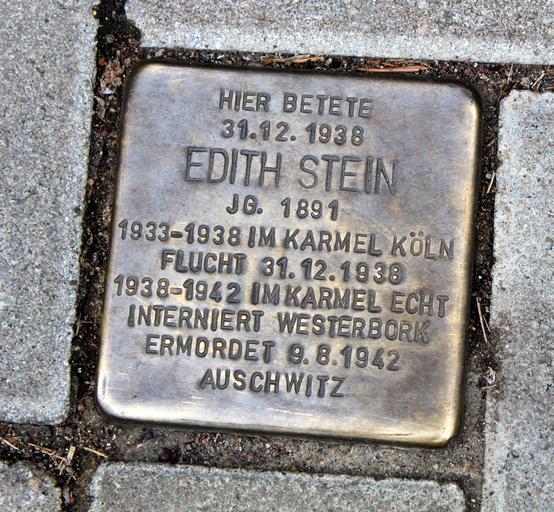 HIER BETETE
31.12.1938
EDITH STEIN
JG. 1891
1933-1938 IM KARMEL KÖLN
FLUCHT 31.12.1938
1938-1942 IM KARMEL ECHT
INTERNIERT WESTERBORK
ERMORDET 9.8.1942
AUSCHWITZ